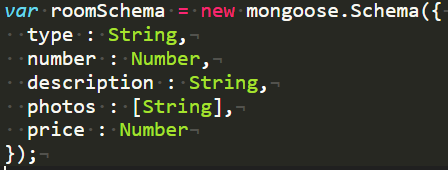 var roomSchema = new mongoose.Schema({
type : String,
number : Number,
description : String,
photos : [String],
price : Number
});